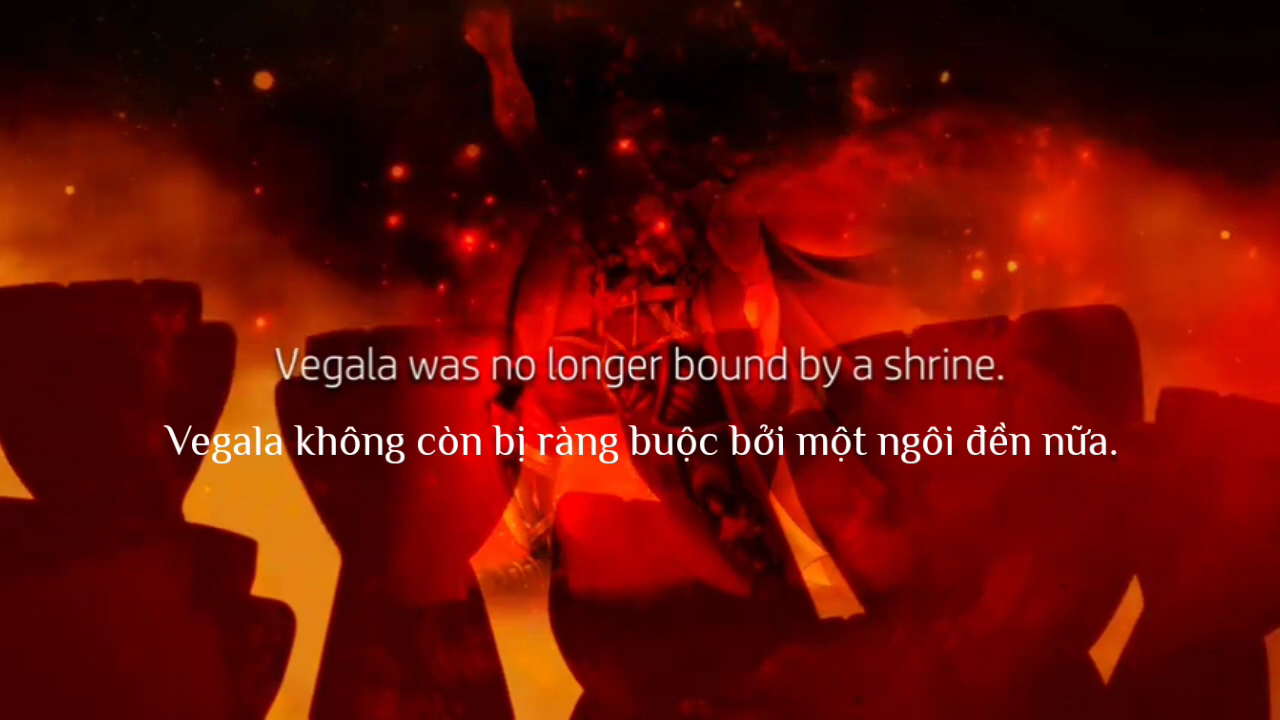 Vegala was no longer bound by a shrine.
Vegala không còn bị ràng buộc bởi một ngôi đền nữa.